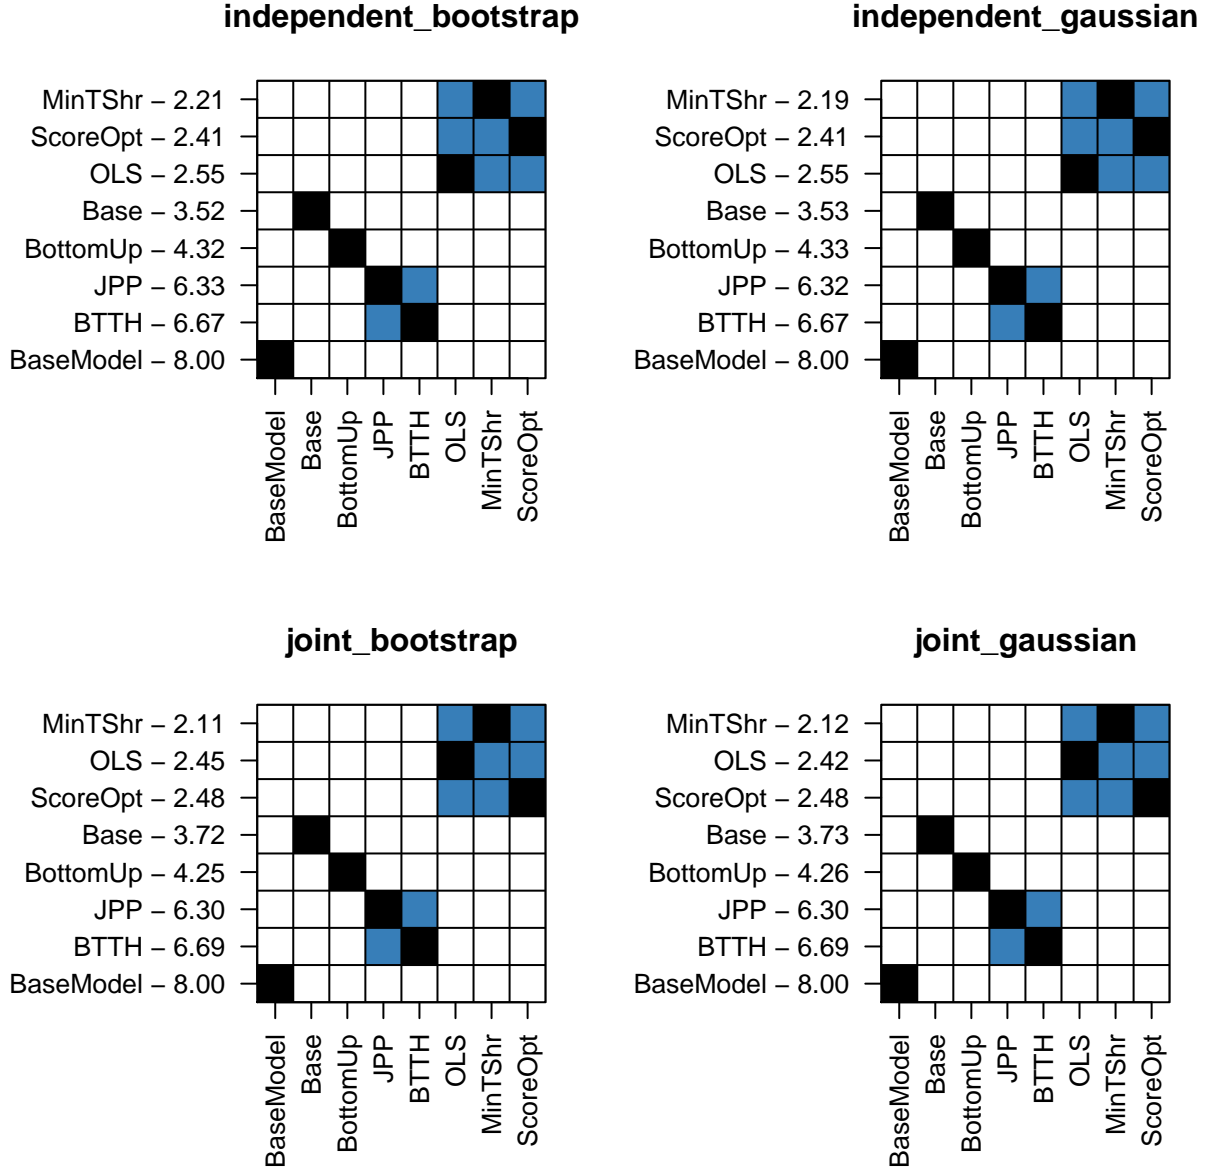 independent_bootstrap
MinTShr − 2.21
ScoreOpt − 2.41
OLS − 2.55
Base − 3.52
BottomUp − 4.32
JPP − 6.33
BTTH − 6.67
BaseModel − 8.00
BaseModel
Base
BottomUp
JPP
BTTH
OLS
MinTShr
ScoreOpt
independent_gaussian
MinTShr − 2.19
ScoreOpt − 2.41
OLS − 2.55
Base − 3.53
BottomUp − 4.33
JPP − 6.32
BTTH − 6.67
BaseModel − 8.00
BaseModel
Base
BottomUp
JPP
BTTH
OLS
MinTShr
ScoreOpt
joint_bootstrap
MinTShr − 2.11
OLS − 2.45
ScoreOpt − 2.48
Base − 3.72
BottomUp − 4.25
JPP − 6.30
BTTH − 6.69
BaseModel − 8.00
BaseModel
Base
BottomUp
JPP
BTTH
OLS
MinTShr
ScoreOpt
joint_gaussian
MinTShr − 2.12
OLS − 2.42
ScoreOpt − 2.48
Base − 3.73
BottomUp − 4.26
JPP − 6.30
BTTH − 6.69
BaseModel − 8.00
BaseModel
Base
BottomUp
JPP
BTTH
OLS
MinTShr
ScoreOpt